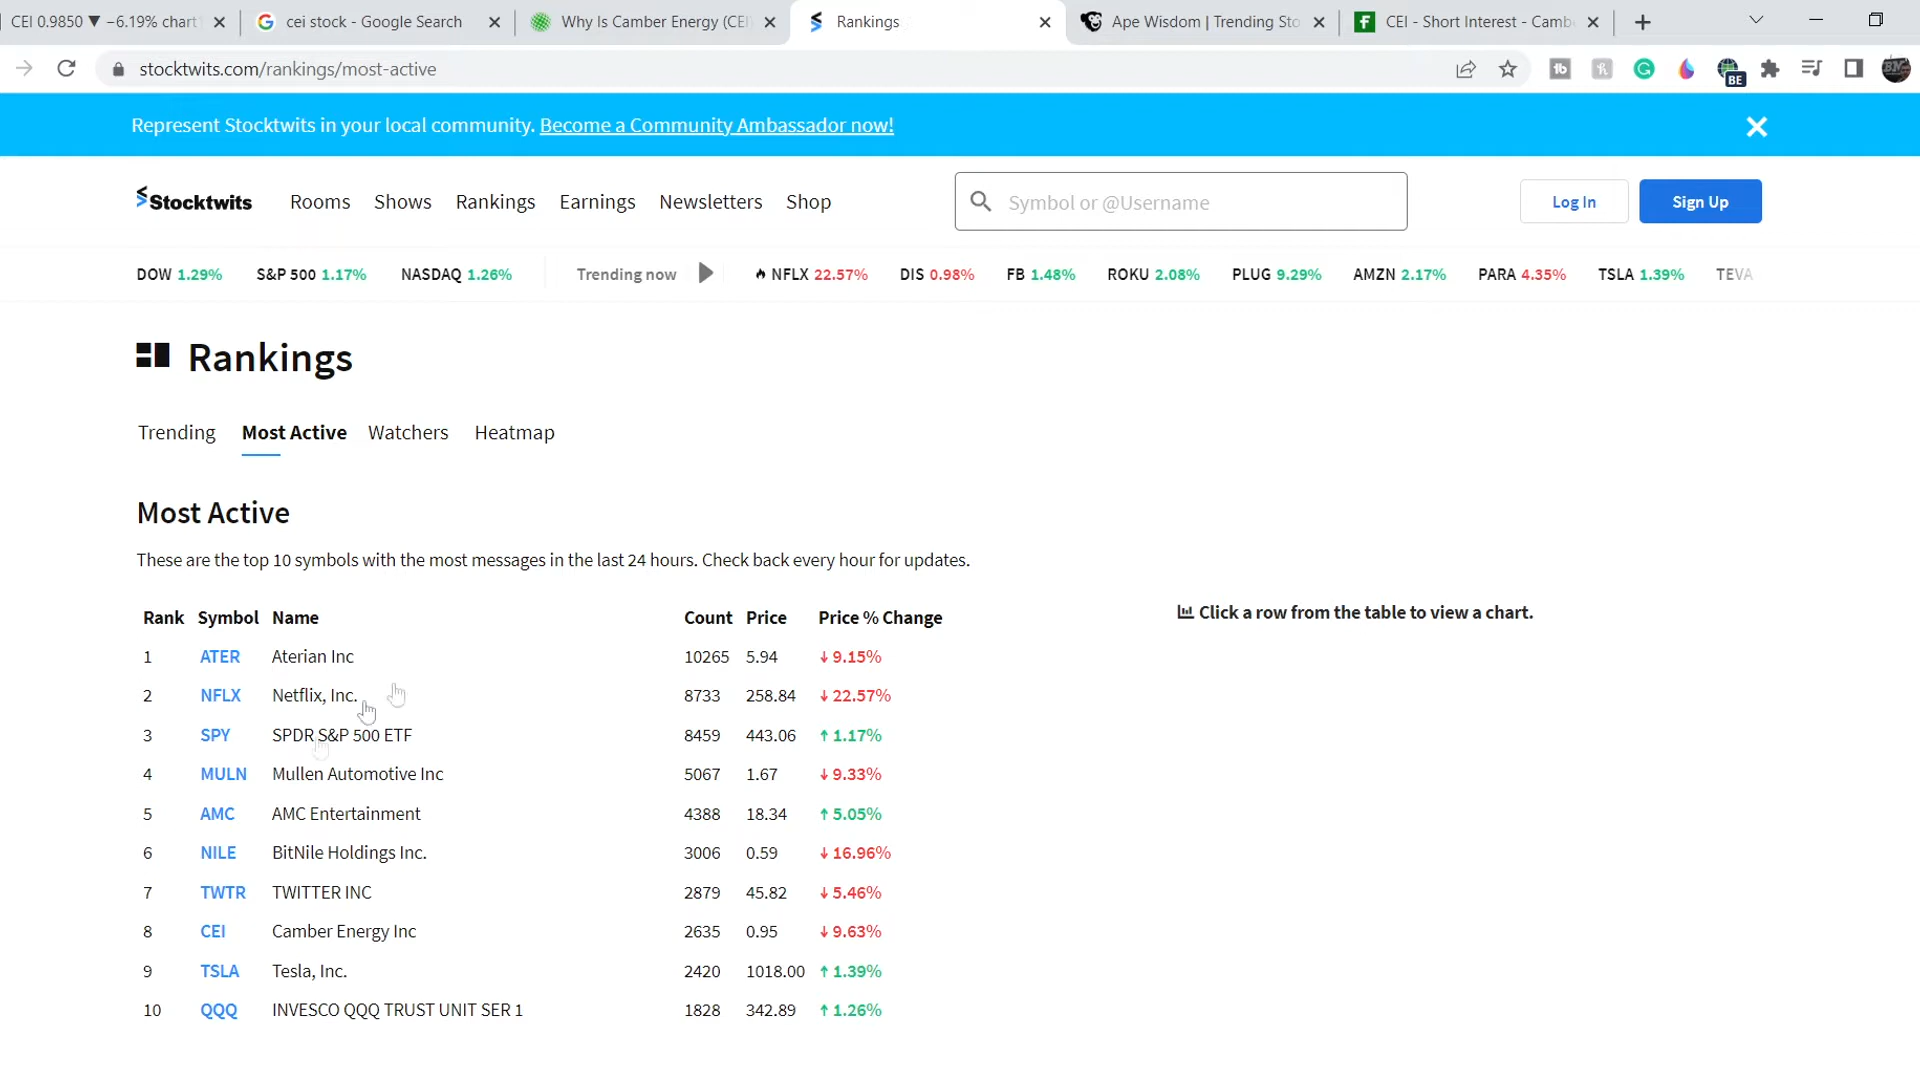 CEI 0.9850 ▼ −6.19% chart
cei stock - Google Search
Why Is Camber Energy (CEI
Rankings
Ape Wisdom | Trending Sto
CEI - Short Interest - Cambe
stocktwits.com/rankings/most-active
BE
Represent Stocktwits in your local community. Become a Community Ambassador now!
Stocktwits Rooms Shows Rankings Earnings Newsletters Shop
Symbol or @Username
Log In
Sign Up
DOW 1.29% S&P 500 1.17% NASDAQ 1.26% Trending now NFLX 22.57% DIS 0.98% FB 1.48% ROKU 2.08% PLUG 9.29% AMZN 2.17% PARA 4.35% TSLA 1.39% TEVA
Rankings
Trending Most Active Watchers Heatmap
Most Active
These are the top 10 symbols with the most messages in the last 24 hours. Check back every hour for updates.
Rank Symbol Name Count Price Price % Change
Click a row from the table to view a chart.
1 ATER Aterian Inc 10265 5.94 ↓ 9.15%
2 NFLX Netflix, Inc. 8733 258.84 ↓ 22.57%
3 SPY SPDR S&P 500 ETF 8459 443.06 ↑ 1.17%
4 MULN Mullen Automotive Inc 5067 1.67 ↓ 9.33%
5 AMC AMC Entertainment 4388 18.34 ↑ 5.05%
6 NILE BitNile Holdings Inc. 3006 0.59 ↓ 16.96%
7 TWTR TWITTER INC 2879 45.82 ↓ 5.46%
8 CEI Camber Energy Inc 2635 0.95 ↓ 9.63%
9 TSLA Tesla, Inc. 2420 1018.00 ↑ 1.39%
10 QQQ INVESCO QQQ TRUST UNIT SER 1 1828 342.89 ↑ 1.26%